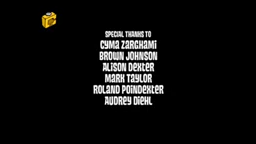 SPECIAL THANKS TO
CYMA ZARGHAMI
BROWN JOHNSON
ALISON DEXTER
MARK TAYLOR
ROLAND POINDEXTER
AUDREY DIEHL